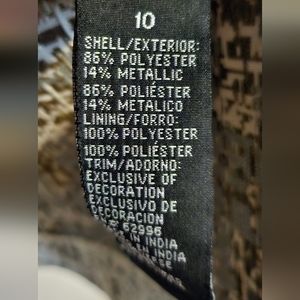 10
SHELL/EXTERIOR:
86% POLYESTER
14% METALLIC
86% POLIÉSTER
14% METALICO
LINING/FORRO:
100% POLYESTER
100% POLIÉSTER
TRIM/ADORNO:
EXCLUSIVE OF
DECORATION
EXCLUSIVO DE
DECORACION
62996
IN INDIA
IN INDIA